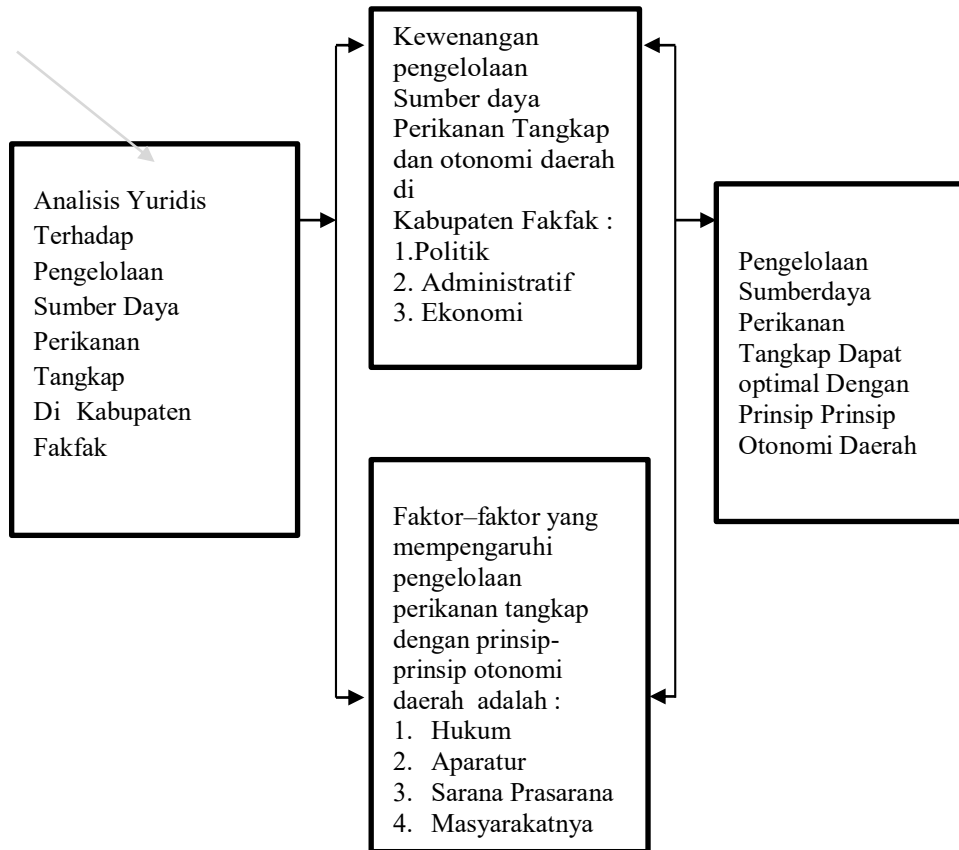 Analisis Yuridis
Terhadap
Pengelolaan
Sumber Daya
Perikanan
Tangkap
Di Kabupaten
Fakfak
Kewenangan
pengelolaan
Sumber daya
Perikanan Tangkap
dan otonomi daerah
di
Kabupaten Fakfak :
1.Politik
2. Administratif
3. Ekonomi
Faktor–faktor yang
mempengaruhi
pengelolaan
perikanan tangkap
dengan prinsip-
prinsip otonomi
daerah adalah :
1. Hukum
2. Aparatur
3. Sarana Prasarana
4. Masyarakatnya
Pengelolaan
Sumberdaya
Perikanan
Tangkap Dapat
optimal Dengan
Prinsip Prinsip
Otonomi Daerah